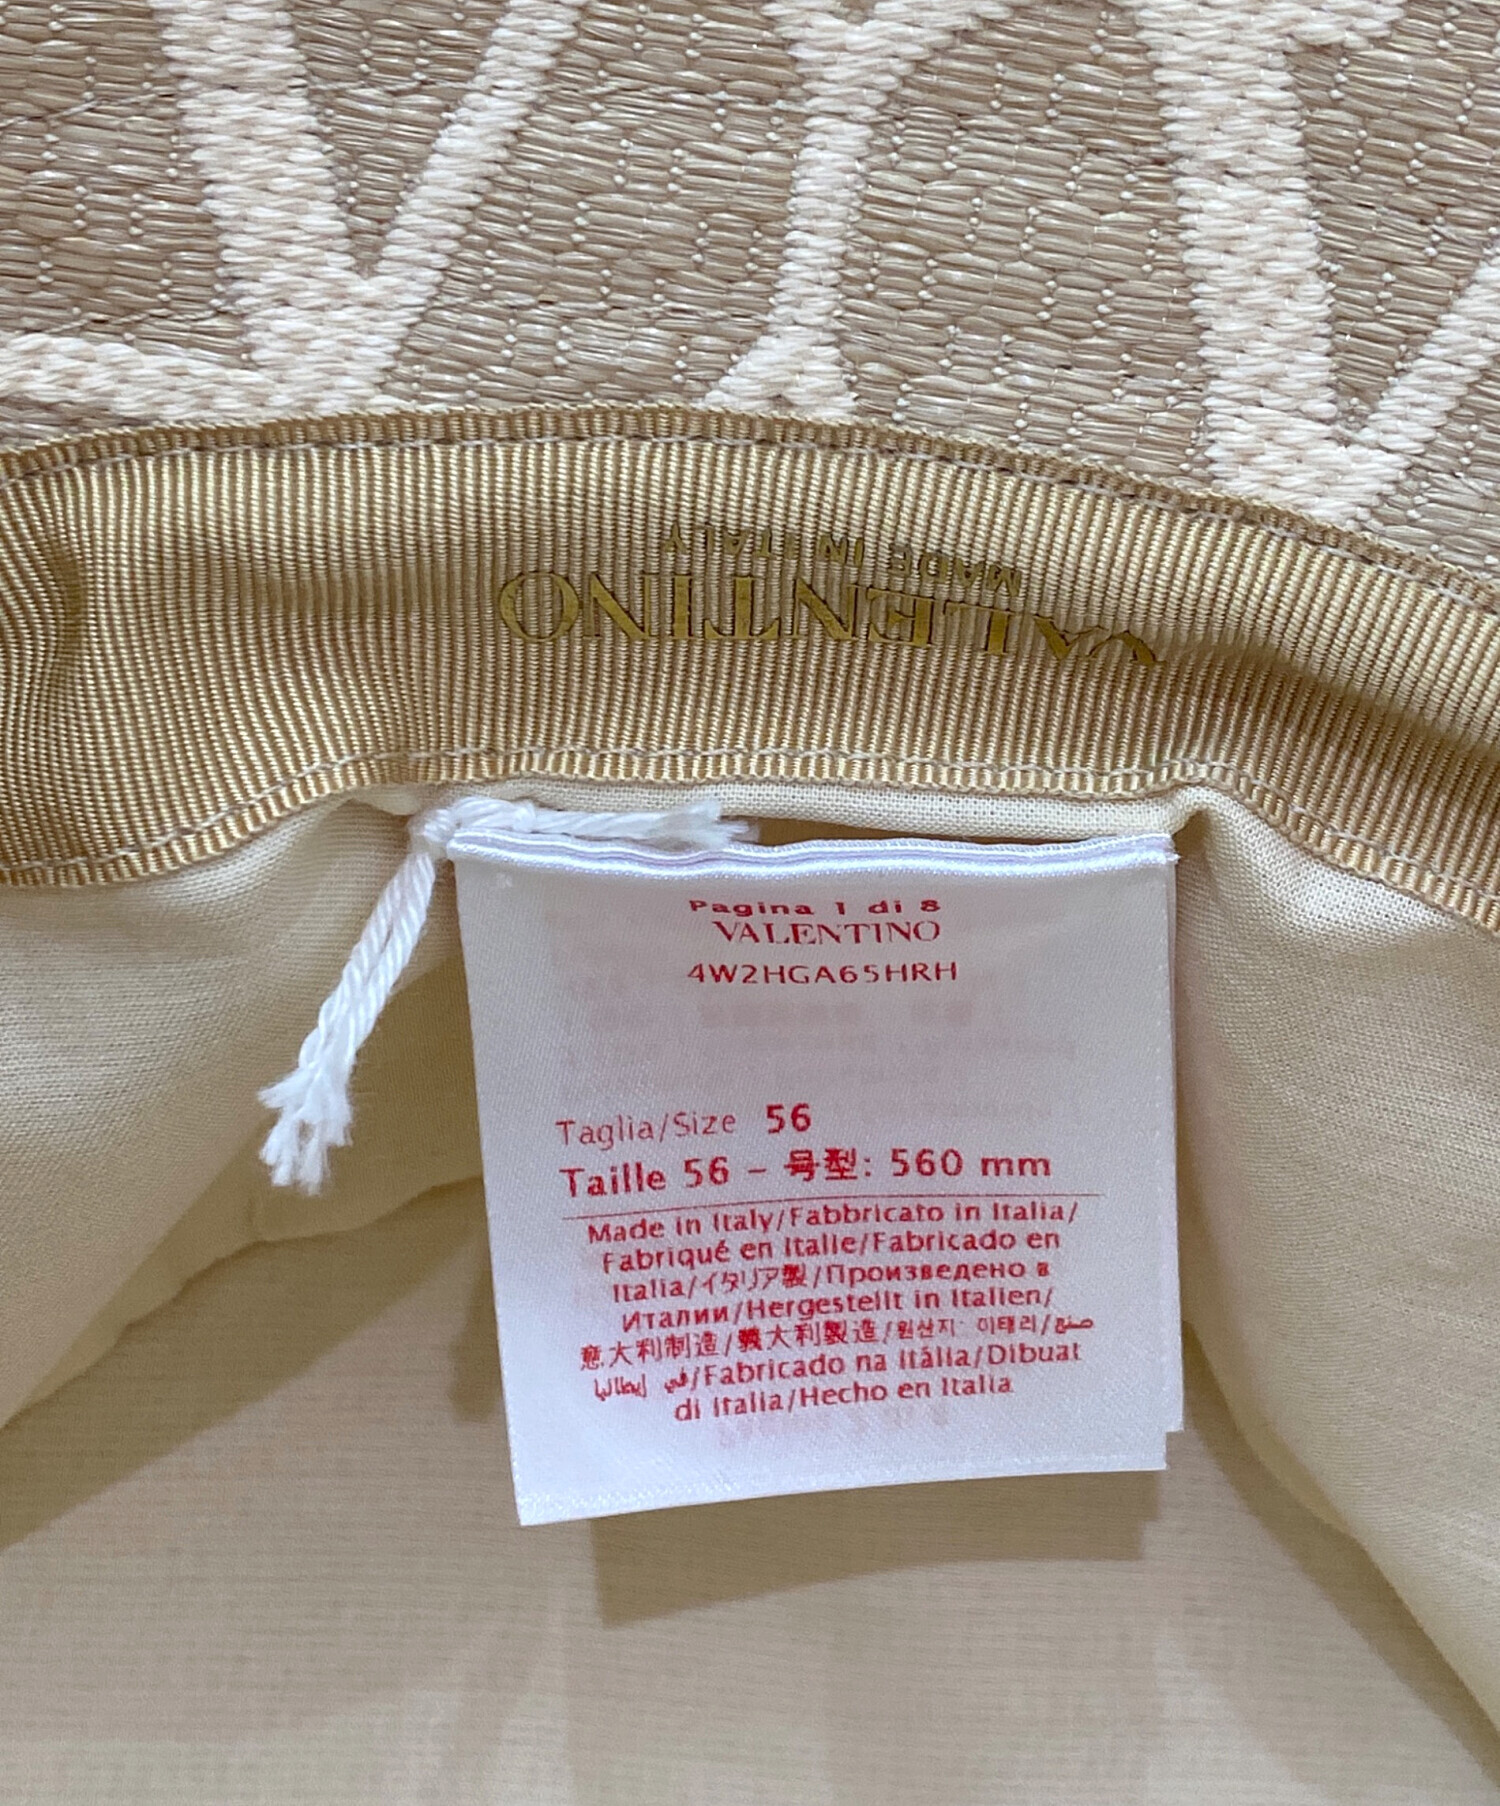 VALENTINO
MADE IN ITALY
Pagina 1 di 8
VALENTINO
4W2HGA65HRH
Taglia/Size 56
Taille 56 - 号型: 560 mm
Made in Italy/Fabbricato in Italia/
Fabriqué en Italie/Fabricado en
Italia/イタリア製/Произведено в
Италии/Hergestellt in Italien/
意大利制造/義大利製造/원산지: 이태리/صنع
في إيطاليا/Fabricado na Itália/Dibuat
di Italia/Hecho en Italia